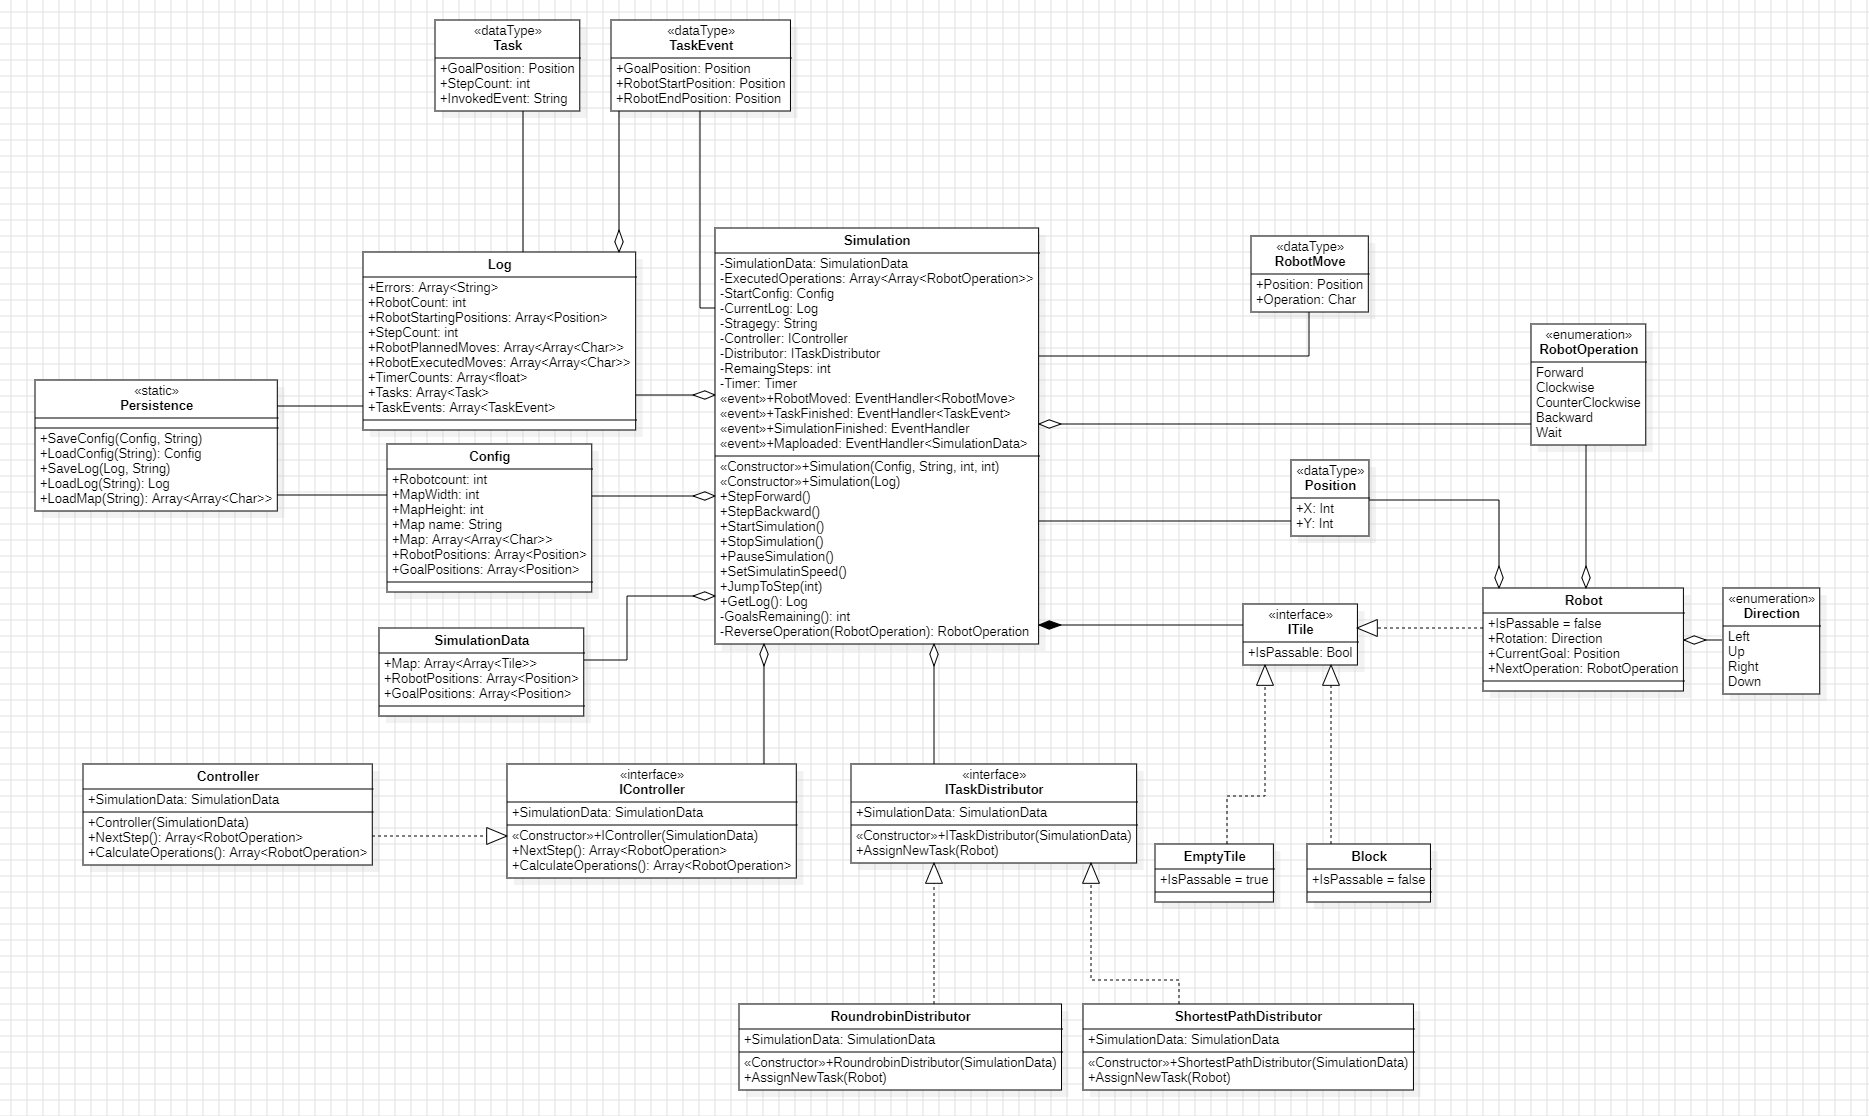 «dataType»
Task
+GoalPosition: Position
+StepCount: int
+InvokedEvent: String
«dataType»
TaskEvent
+GoalPosition: Position
+RobotStartPosition: Position
+RobotEndPosition: Position
Log
+Errors: Array<String>
+RobotCount: int
+RobotStartingPositions: Array<Position>
+StepCount: int
+RobotPlannedMoves: Array<Array<Char>>
+RobotExecutedMoves: Array<Array<Char>>
+TimerCounts: Array<float>
+Tasks: Array<Task>
+TaskEvents: Array<TaskEvent>
Simulation
-SimulationData: SimulationData
-ExecutedOperations: Array<Array<RobotOperation>>
-StartConfig: Config
-CurrentLog: Log
-Stragegy: String
-Controller: IController
-Distributor: ITaskDistributor
-RemaingSteps: int
-Timer: Timer
«event»+RobotMoved: EventHandler<RobotMove>
«event»+TaskFinished: EventHandler<TaskEvent>
«event»+SimulationFinished: EventHandler
«event»+Maploaded: EventHandler<SimulationData>
«Constructor»+Simulation(Config, String, int, int)
«Constructor»+Simulation(Log)
+StepForward()
+StepBackward()
+StartSimulation()
+StopSimulation()
+PauseSimulation()
+SetSimulatinSpeed()
+JumpToStep(int)
+GetLog(): Log
-GoalsRemaining(): int
-ReverseOperation(RobotOperation): RobotOperation
«dataType»
RobotMove
+Position: Position
+Operation: Char
«enumeration»
RobotOperation
Forward
Clockwise
CounterClockwise
Backward
Wait
«static»
Persistence
+SaveConfig(Config, String)
+LoadConfig(String): Config
+SaveLog(Log, String)
+LoadLog(String): Log
+LoadMap(String): Array<Array<Char>>
Config
+Robotcount: int
+MapWidth: int
+MapHeight: int
+Map name: String
+Map: Array<Array<Char>>
+RobotPositions: Array<Position>
+GoalPositions: Array<Position>
«dataType»
Position
+X: Int
+Y: Int
SimulationData
+Map: Array<Array<Tile>>
+RobotPositions: Array<Position>
+GoalPositions: Array<Position>
«interface»
ITile
+IsPassable: Bool
Robot
+IsPassable = false
+Rotation: Direction
+CurrentGoal: Position
+NextOperation: RobotOperation
«enumeration»
Direction
Left
Up
Right
Down
Controller
+SimulationData: SimulationData
+Controller(SimulationData)
+NextStep(): Array<RobotOperation>
+CalculateOperations(): Array<RobotOperation>
«interface»
IController
+SimulationData: SimulationData
«Constructor»+IController(SimulationData)
+NextStep(): Array<RobotOperation>
+CalculateOperations(): Array<RobotOperation>
«interface»
ITaskDistributor
+SimulationData: SimulationData
«Constructor»+ITaskDistributor(SimulationData)
+AssignNewTask(Robot)
EmptyTile
+IsPassable = true
Block
+IsPassable = false
RoundrobinDistributor
+SimulationData: SimulationData
«Constructor»+RoundrobinDistributor(SimulationData)
+AssignNewTask(Robot)
ShortestPathDistributor
+SimulationData: SimulationData
«Constructor»+ShortestPathDistributor(SimulationData)
+AssignNewTask(Robot)